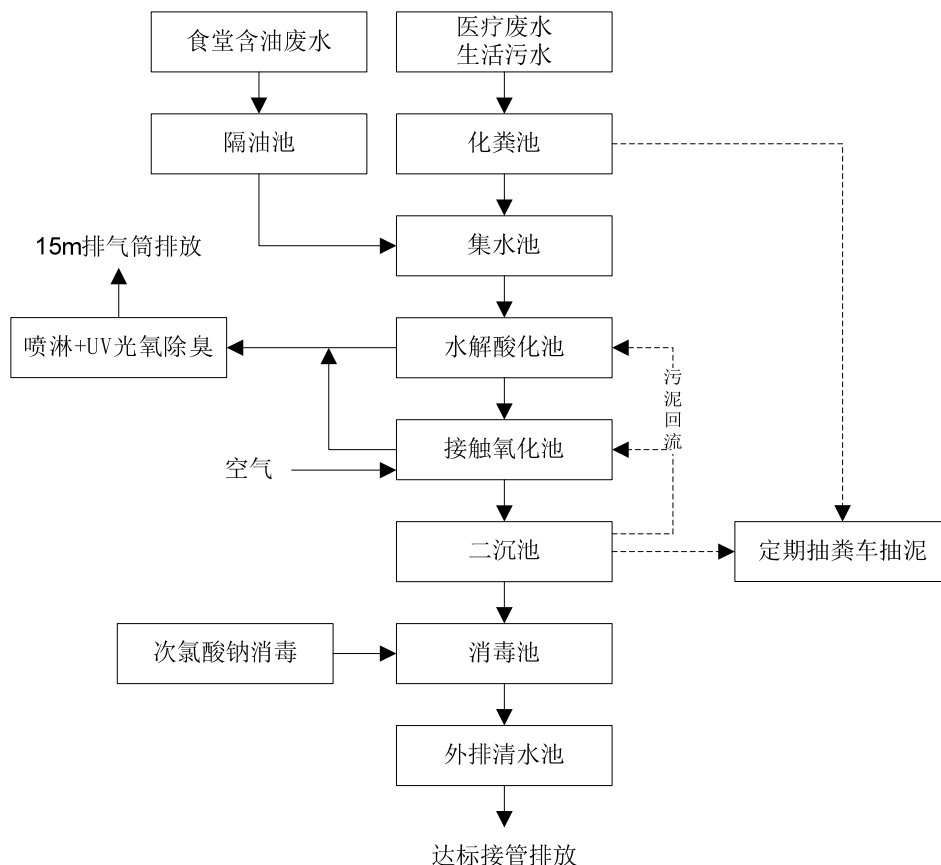 食堂含油废水
医疗废水
生活污水
隔油池
化粪池
集水池
15m排气筒排放
喷淋+UV光氧除臭
水解酸化池
污泥回流
接触氧化池
空气
二沉池
定期抽粪车抽泥
次氯酸钠消毒
消毒池
外排清水池
达标接管排放